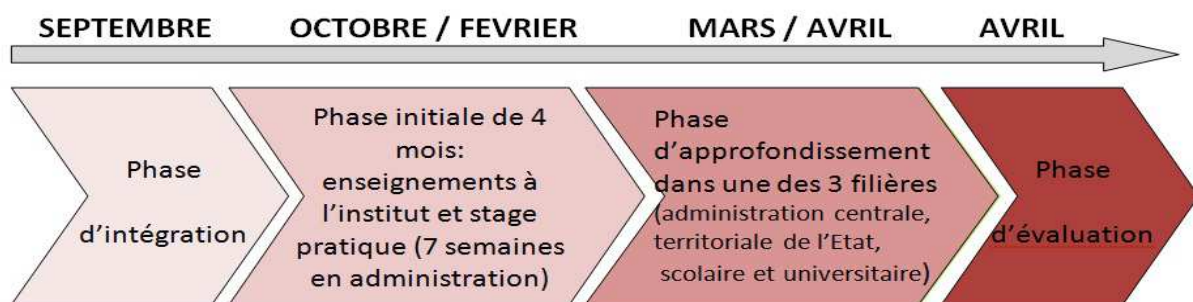 SEPTEMBRE
OCTOBRE / FEVRIER
MARS / AVRIL
AVRIL
Phase
d'intégration
Phase initiale de 4
mois:
enseignements à
l'institut et stage
pratique (7 semaines
en administration)
Phase
d'approfondissement
dans une des 3 filières
(administration centrale,
territoriale de l'Etat,
scolaire et universitaire)
Phase
d'évaluation